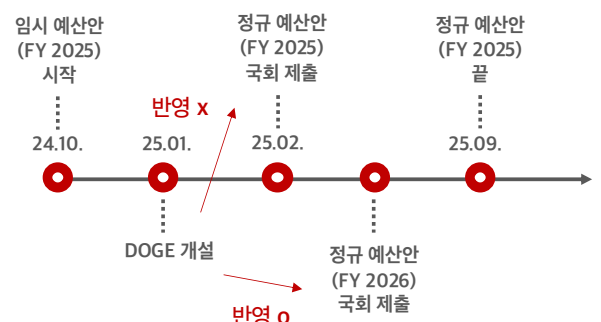 임시 예산안
(FY 2025)
시작
정규 예산안
(FY 2025)
국회 제출
정규 예산안
(FY 2025)
끝
반영 x
24.10.
25.01.
25.02.
25.09.
DOGE 개설
정규 예산안
(FY 2026)
국회 제출
반영 o